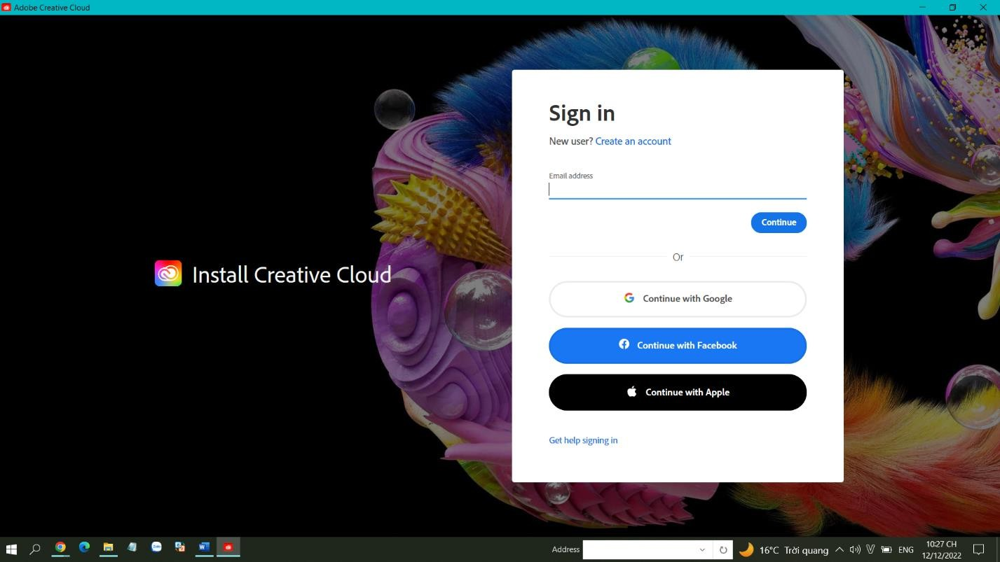 Adobe Creative Cloud
Sign in
New user? Create an account
Email address
Continue
Or
Install Creative Cloud
Continue with Google
Continue with Facebook
Continue with Apple
Get help signing in
Address
16°C Trời quang
ENG
10:27 CH
12/12/2022
Zalo
W
V